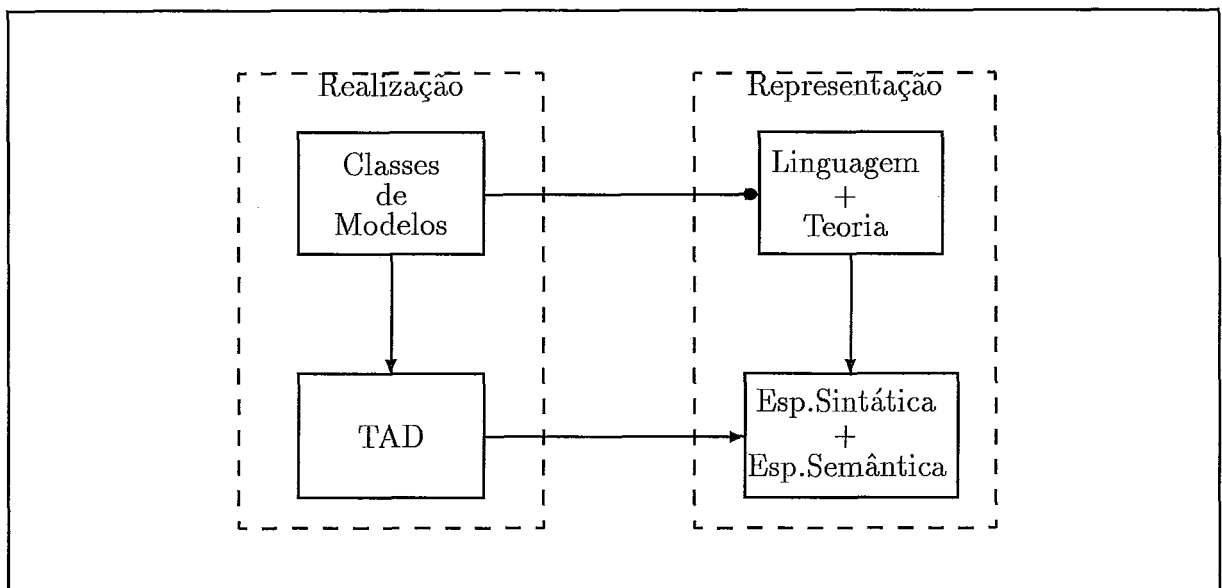 Realização
Representação
Classes
de
Modelos
Linguagem
+
Teoria
TAD
Esp.Sintática
+
Esp.Semântica